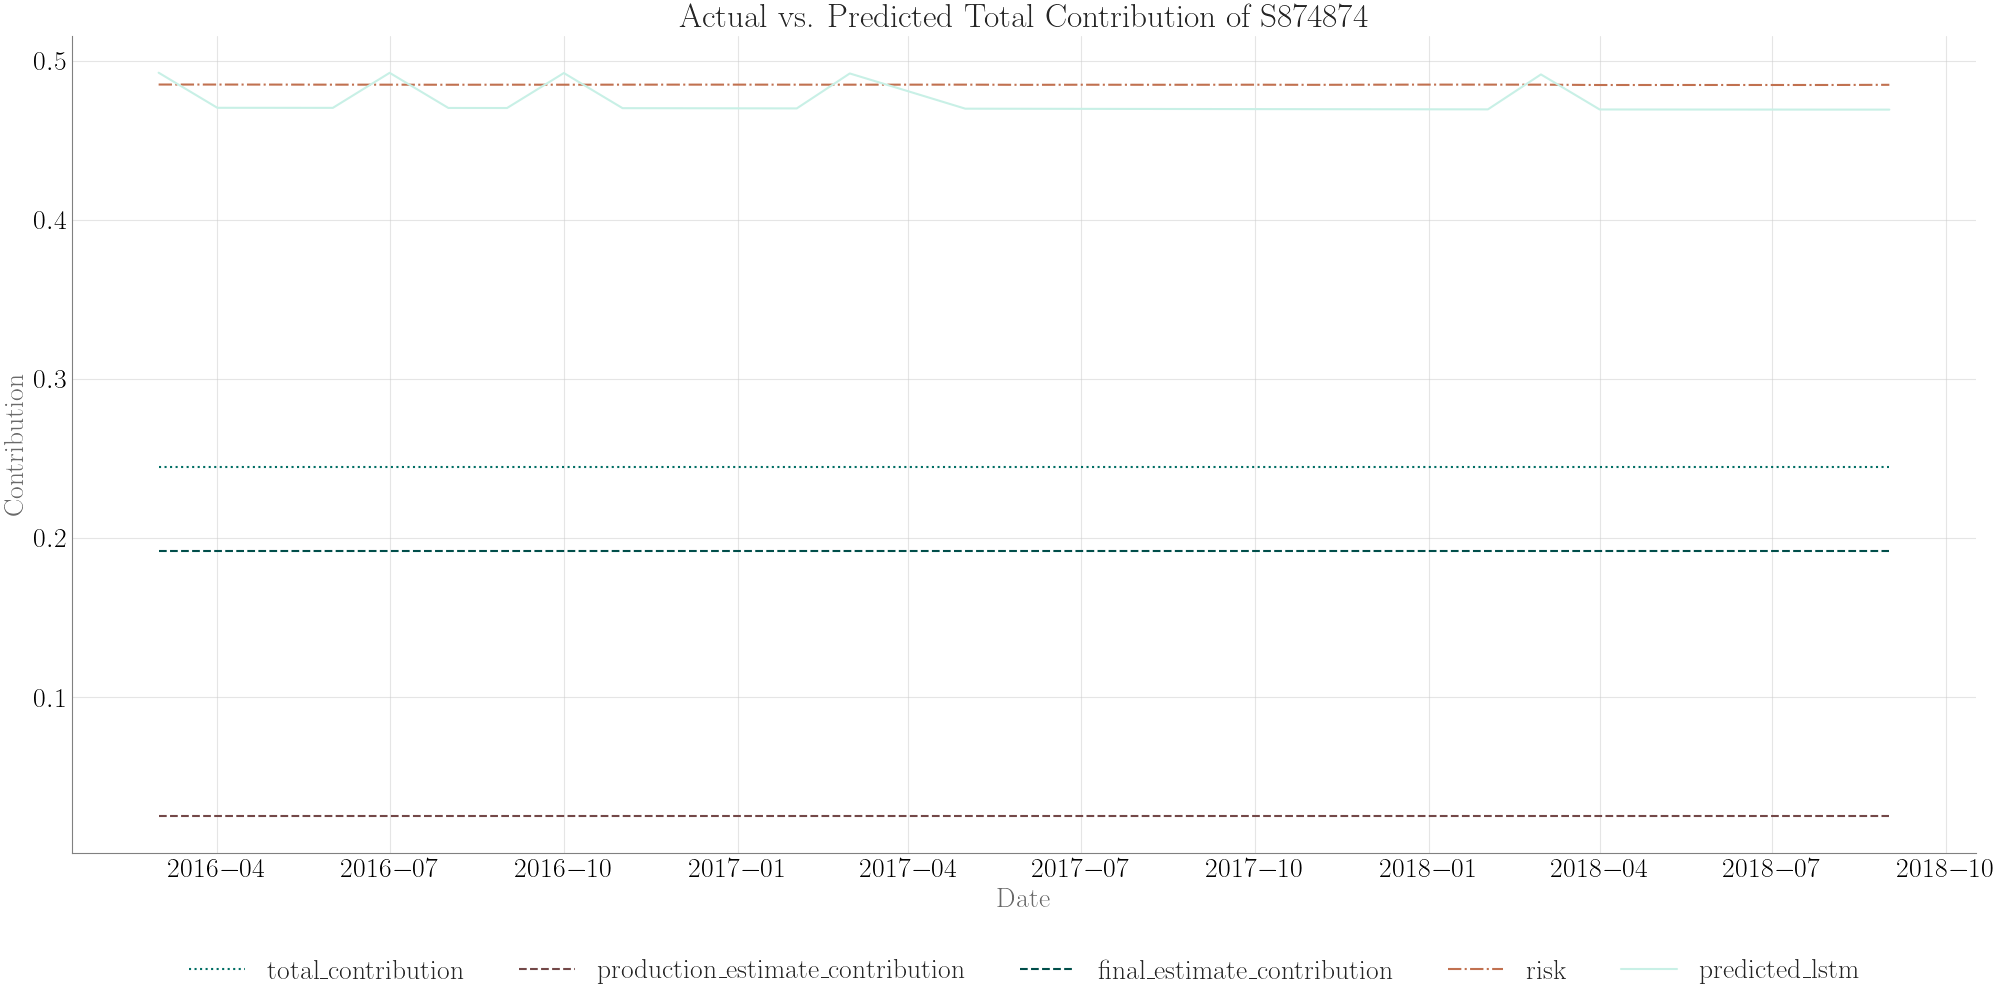 Actual vs. Predicted Total Contribution of S874874
0.5
0.4
0.3
0.2
0.1
Contribution
2016−04 2016−07 2016−10 2017−01 2017−04 2017−07 2017−10 2018−01 2018−04 2018−07 2018−10
Date
total_contribution production_estimate_contribution final_estimate_contribution risk predicted_lstm